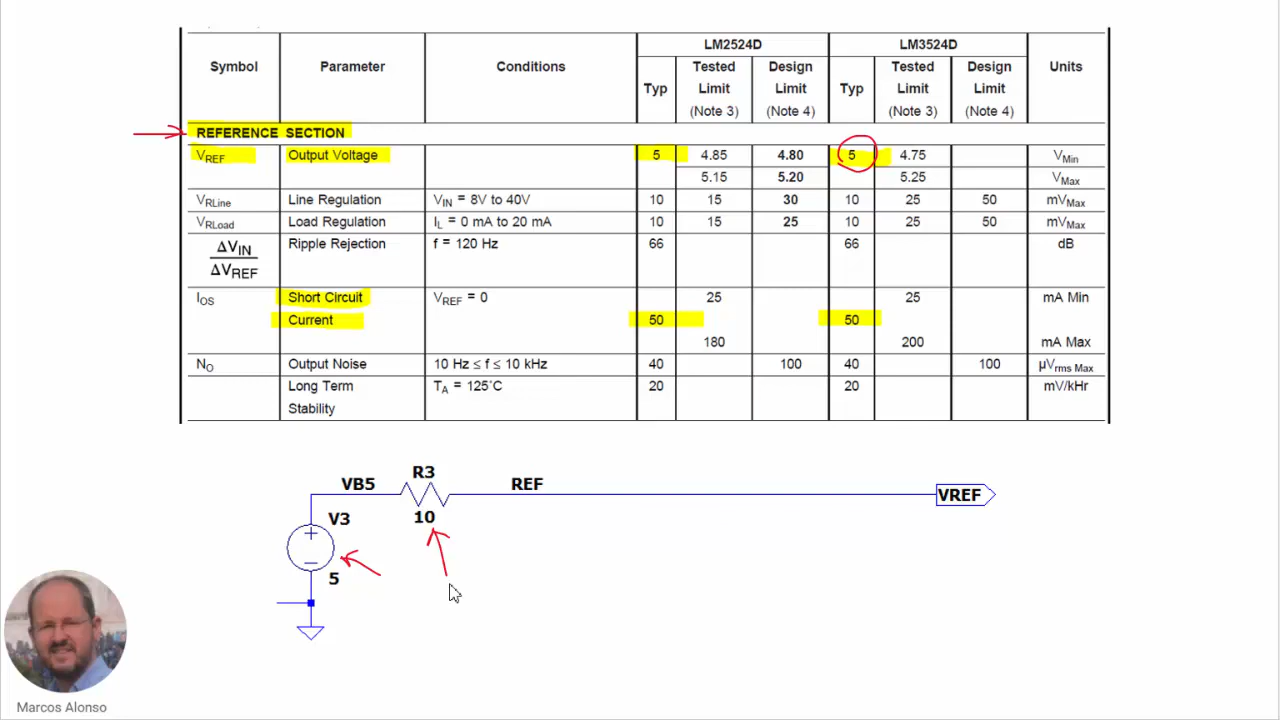 LM2524D LM3524D
Symbol Parameter Conditions Tested Design Tested Design Units
Typ Limit Limit Typ Limit Limit
(Note 3) (Note 4) (Note 3) (Note 4)
REFERENCE SECTION
VREF Output Voltage 5 4.85 4.80 5 4.75 VMin
5.15 5.20 5.25 VMax
VRLine Line Regulation VIN = 8V to 40V 10 15 30 10 25 50 mVMax
VRLoad Load Regulation IL = 0 mA to 20 mA 10 15 25 10 25 50 mVMax
ΔVIN Ripple Rejection f = 120 Hz 66 66 dB
ΔVREF
IOS Short Circuit VREF = 0 25 25 mA Min
Current 50 50
180 200 mA Max
NO Output Noise 10 Hz ≤ f ≤ 10 kHz 40 100 40 100 µVrms Max
Long Term TA = 125°C 20 20 mV/kHr
Stability
R3
VB5 REF
VREF
10
V3
5
Marcos Alonso